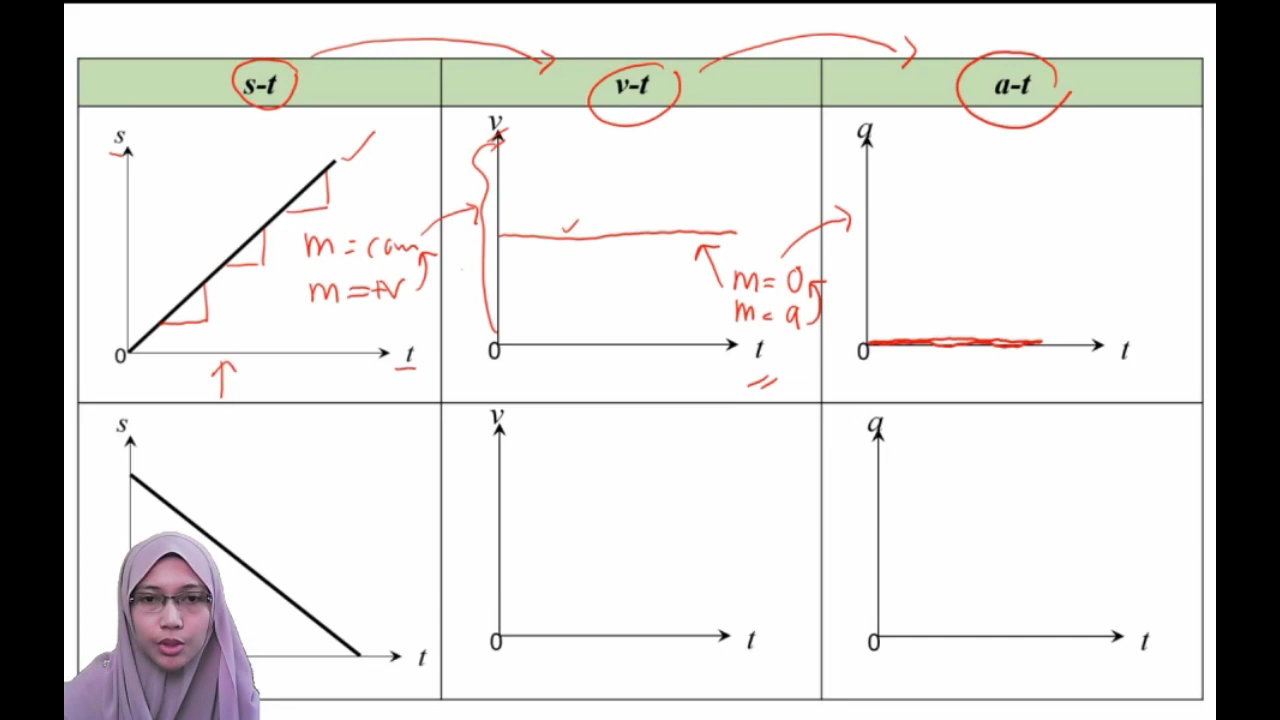 s-t v-t a-t
s v a
m = con
m = +v
m = 0
m = a
0 t 0 t 0 t
s v a
t 0 t 0 t